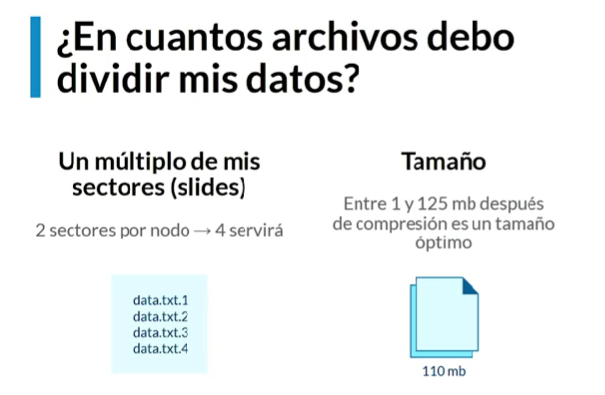 ¿En cuantos archivos debo
dividir mis datos?
Un múltiplo de mis
sectores (slides)
2 sectores por nodo → 4 servirá
data.txt.1
data.txt.2
data.txt.3
data.txt.4
Tamaño
Entre 1 y 125 mb después
de compresión es un tamaño
óptimo
110 mb